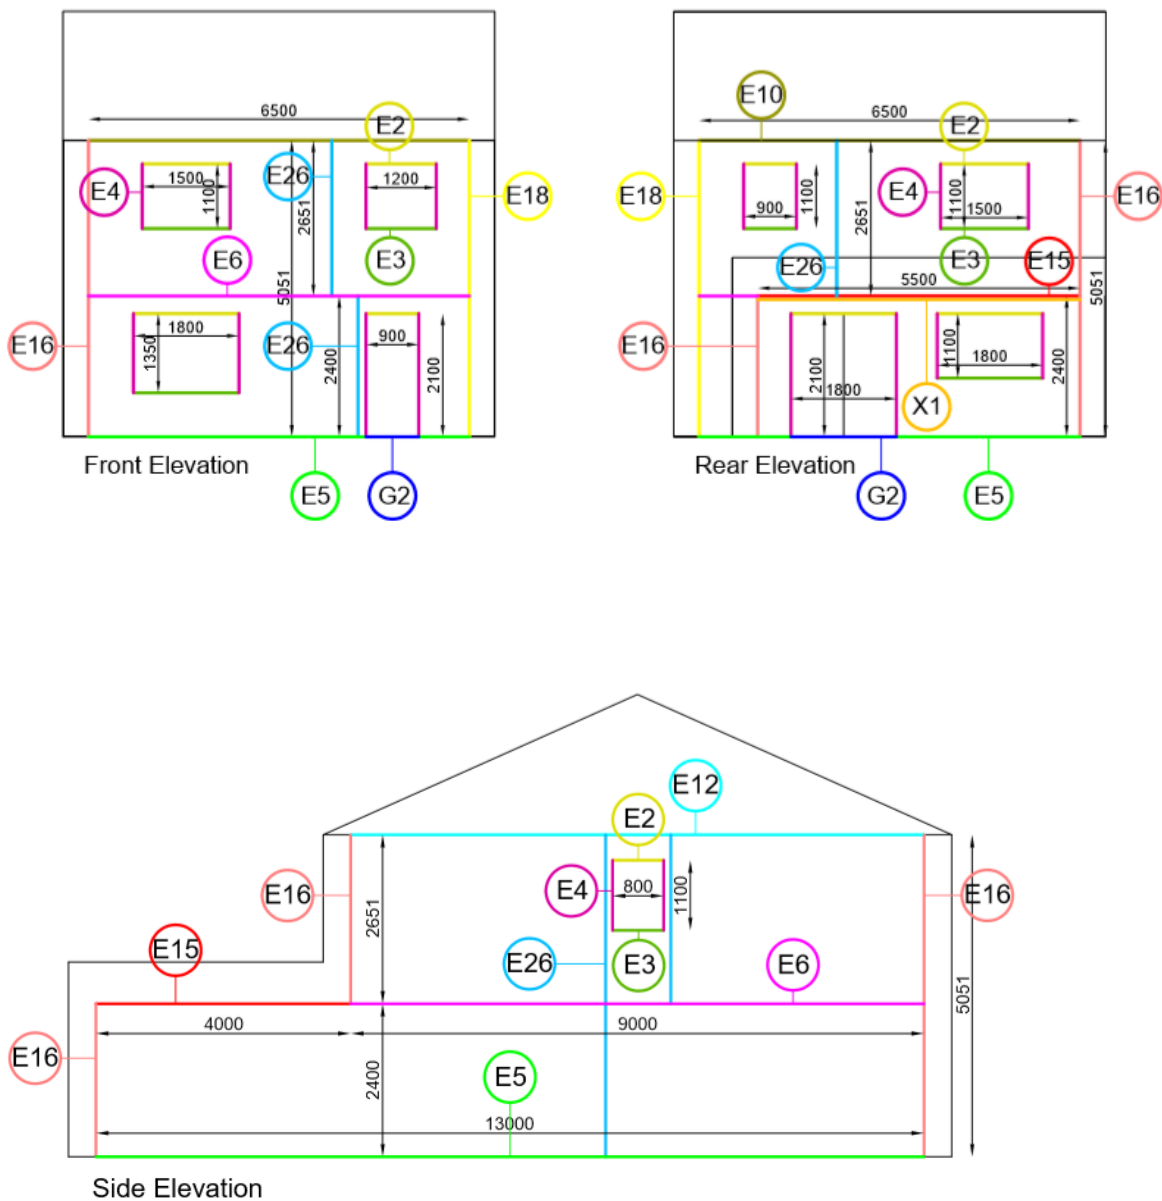 6500
E2
E26
E4
1500
1100
1200
E18
2651
E6
E3
5051
E16
1800
1350
E26
2400
900
2100
Front Elevation
E5
G2
E10
6500
E2
E18
900
1100
E4
1100
1500
E16
2651
E26
E3
E15
5500
5051
E16
2100
1800
1100
1800
2400
X1
Rear Elevation
G2
E5
E12
E2
E16
2651
E4
800
1100
E16
E15
E26
E3
E6
5051
4000
9000
E16
2400
E5
13000
Side Elevation